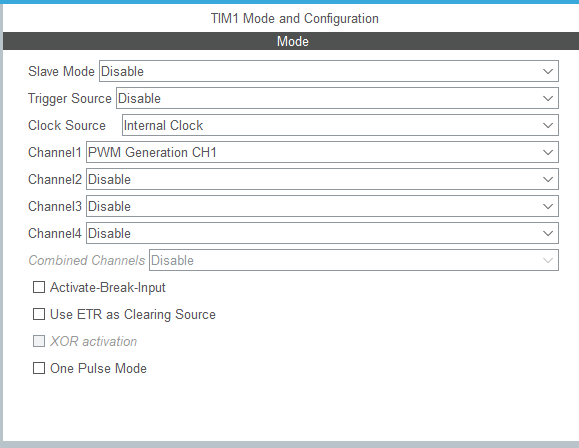 TIM1 Mode and Configuration
Mode
Slave Mode Disable
Trigger Source Disable
Clock Source Internal Clock
Channel1 PWM Generation CH1
Channel2 Disable
Channel3 Disable
Channel4 Disable
Combined Channels Disable
Activate-Break-Input
Use ETR as Clearing Source
XOR activation
One Pulse Mode